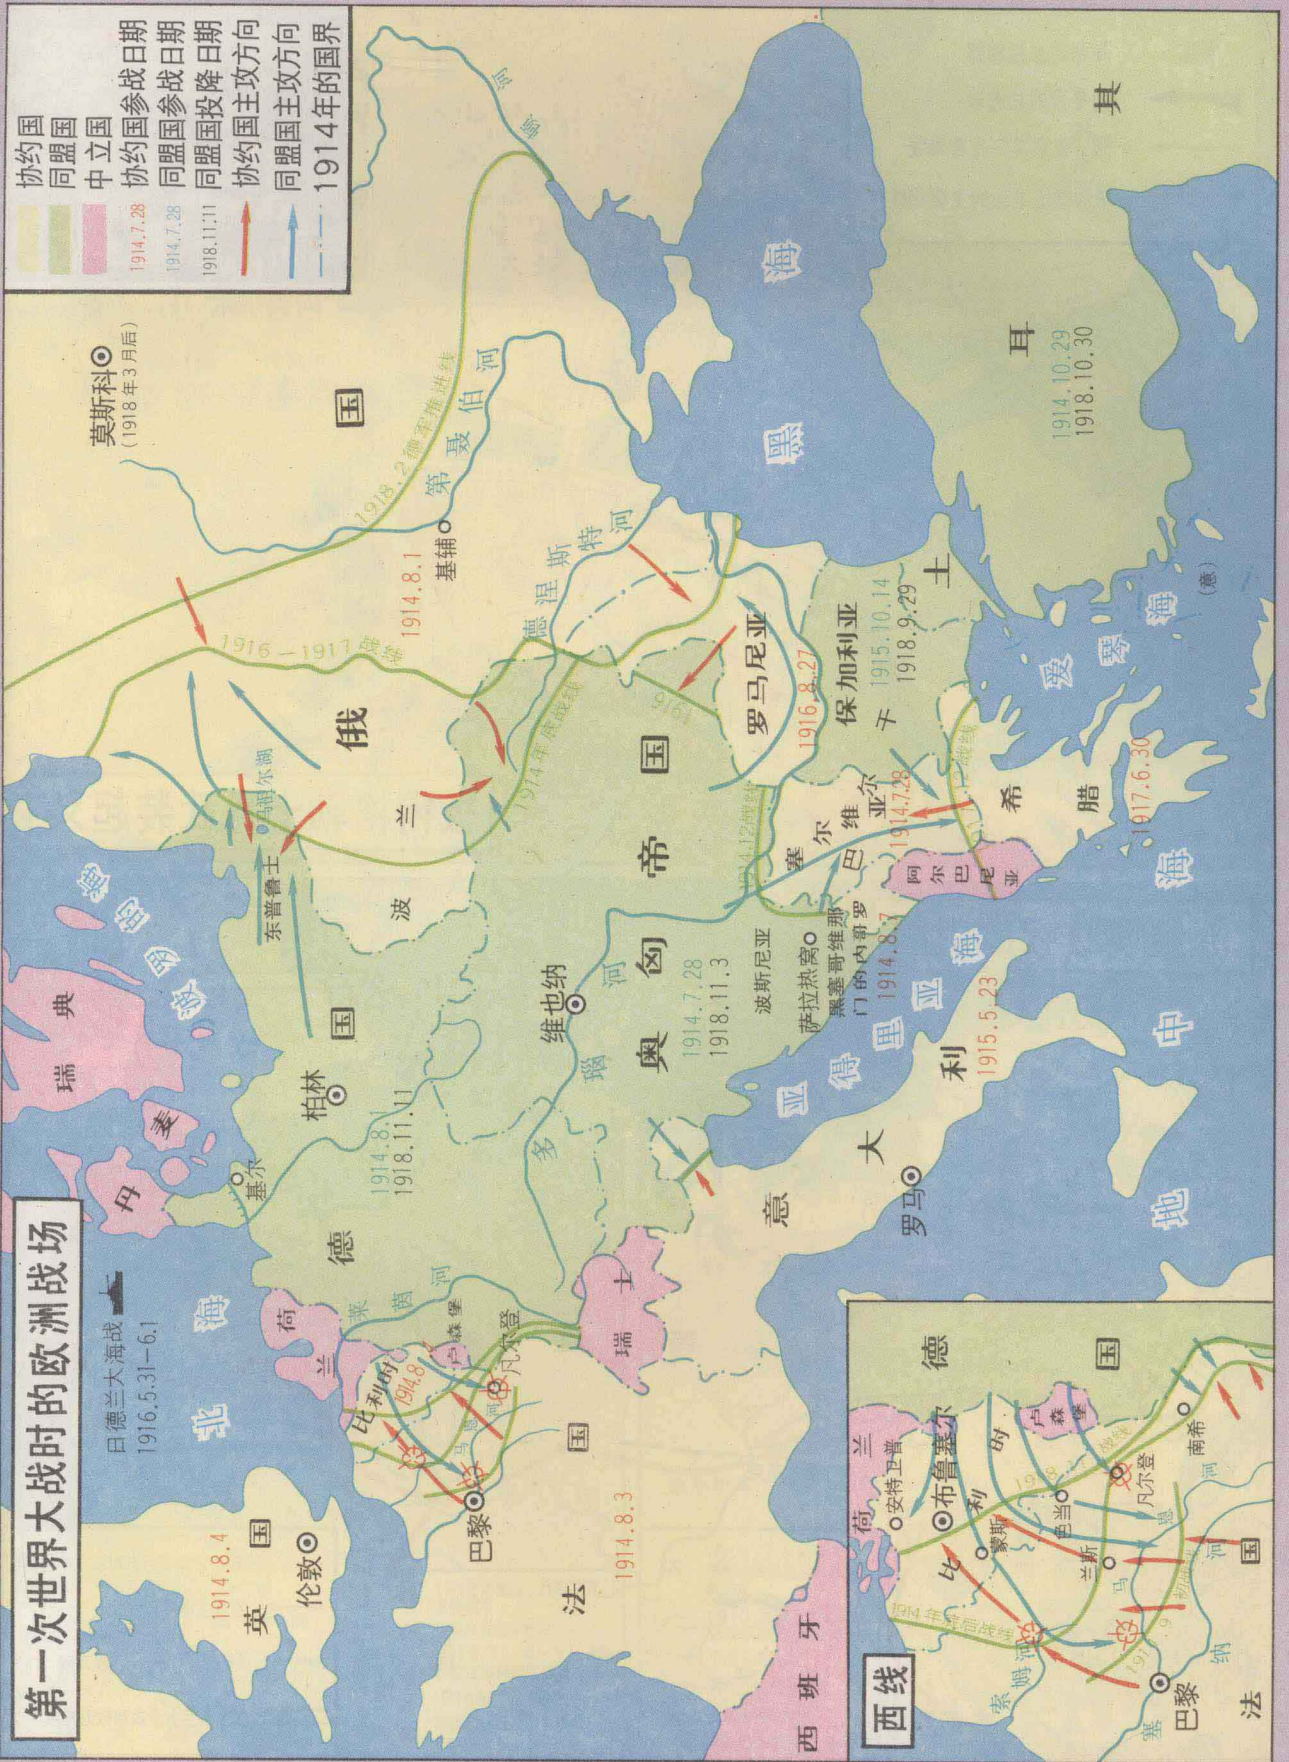 第一次世界大战时的欧洲战场
协约国
同盟国
中立国
1914.7.28 协约国参战日期
1914.7.28 同盟国参战日期
1918.11.11 同盟国投降日期
协约国主攻方向
同盟国主攻方向
1914年的国界
莫斯科
(1918年3月后)
俄国
1914.8.1
基辅
第聂伯河
德涅斯特河
顿河
1916—1917战线
马祖尔湖
东普鲁士
波兰
波罗的海
瑞典
丹麦
日德兰大海战
1916.5.31—6.1
北海
英国
1914.8.4
伦敦
荷兰
比利时
1914.8
卢森堡
莱茵河
凡尔登
马恩河
巴黎
法国
1914.8.3
西班牙
瑞士
德国
柏林
基尔
1914.8.1
1918.11.11
奥匈帝国
1914.7.28
1918.11.3
维也纳
多瑙河
1916
意大利
1915.5.23
罗马
亚得里亚海
地中海
波斯尼亚
萨拉热窝
黑塞哥维那
门的内哥罗
1914.8.7
塞尔维亚
1914.7.28
巴尔干
阿尔巴尼亚
希腊
1917.6.30
爱琴海
(意)
罗马尼亚
1916.8.27
保加利亚
1915.10.14
1918.9.29
黑海
土耳其
1914.10.29
1918.10.30
西线
德国
荷兰
安特卫普
布鲁塞尔
比利时
蒙斯
卢森堡
色当
兰斯
凡尔登
南希
索姆河
马恩河
塞纳河
巴黎
法国